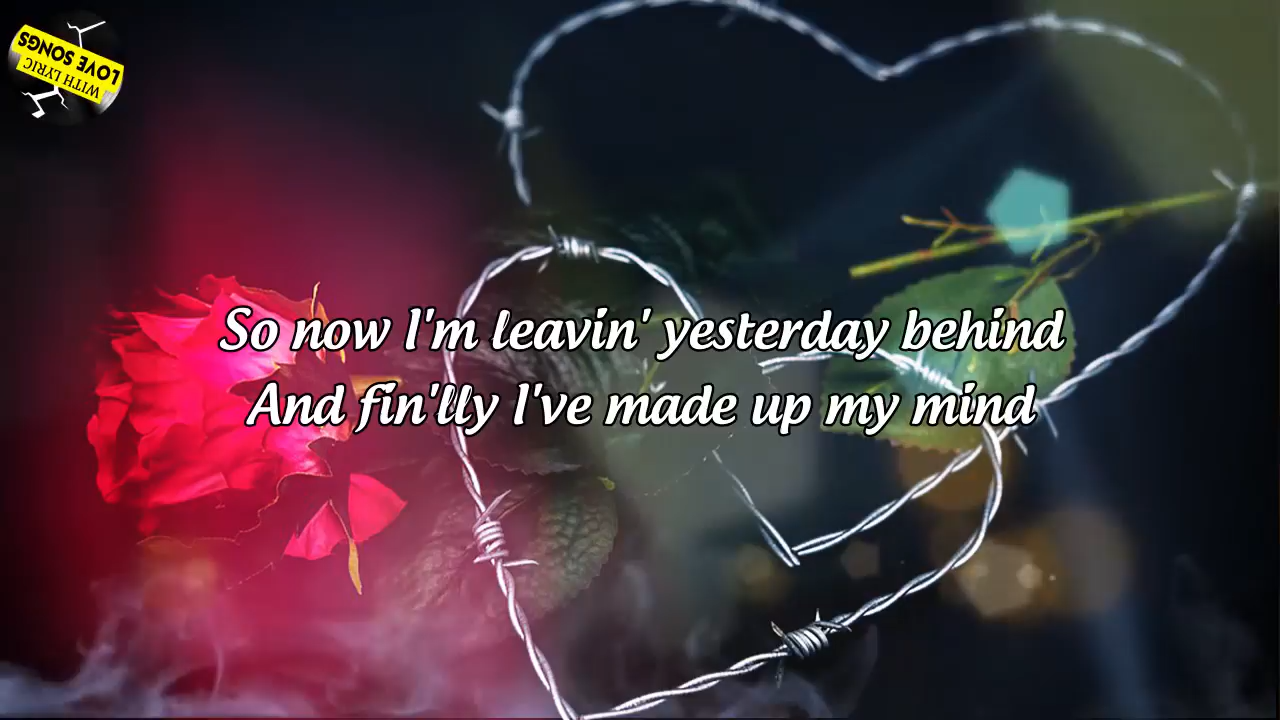 LOVE SONGS
WITH LYRIC
So now I'm leavin' yesterday behind
And fin'lly I've made up my mind